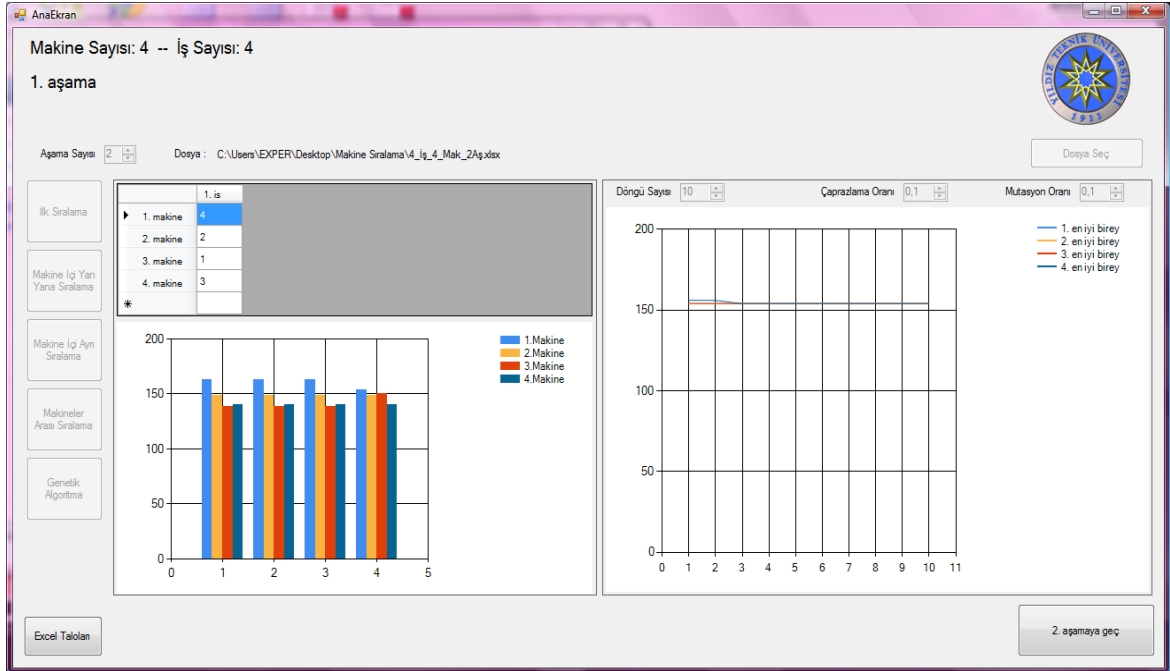 AnaEkran
Makine Sayısı: 4 -- İş Sayısı: 4
1. aşama
YILDIZ TEKNİK ÜNİVERSİTESİ
1911
Aşama Sayısı 2 Dosya : C:\Users\EXPER\Desktop\Makine Sıralama\4_İş_4_Mak_2Aş.xlsx
Dosya Seç
İlk Sıralama
Makine İçi Yan
Yana Sıralama
Makine İçi Ayrı
Sıralama
Makineler
Arası Sıralama
Genetik
Algoritma
Excel Tabloları
1. is
1. makine 4
2. makine 2
3. makine 1
4. makine 3
200
150
100
50
0
0 1 2 3 4 5
1.Makine
2.Makine
3.Makine
4.Makine
Döngü Sayısı 10 Çaprazlama Oranı 0,1 Mutasyon Oranı 0,1
200
150
100
50
0
0 1 2 3 4 5 6 7 8 9 10 11
1. en iyi birey
2. en iyi birey
3. en iyi birey
4. en iyi birey
2. aşamaya geç